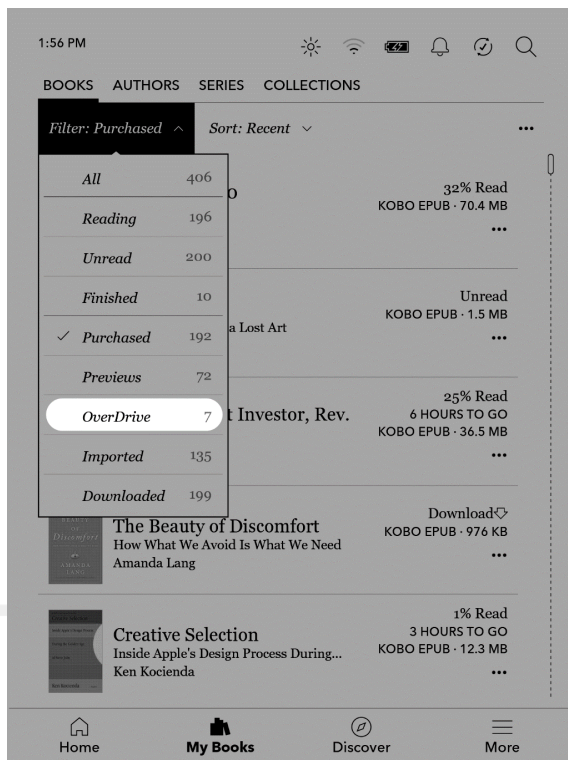 1:56 PM
BOOKS AUTHORS SERIES COLLECTIONS
Filter: Purchased Sort: Recent
All 406
Reading 196
Unread 200
Finished 10
Purchased 192
Previews 72
OverDrive 7
Imported 135
Downloaded 199
o
32% Read
KOBO EPUB · 70.4 MB
Unread
a Lost Art
KOBO EPUB · 1.5 MB
25% Read
t Investor, Rev.
6 HOURS TO GO
KOBO EPUB · 36.5 MB
Discomfort
AMANDA
LANG
The Beauty of Discomfort
How What We Avoid Is What We Need
Amanda Lang
Download
KOBO EPUB · 976 KB
Ken Kocienda
Creative Selection
Inside Apple's Design Process During...
Ken Kocienda
1% Read
3 HOURS TO GO
KOBO EPUB · 12.3 MB
Home My Books Discover More